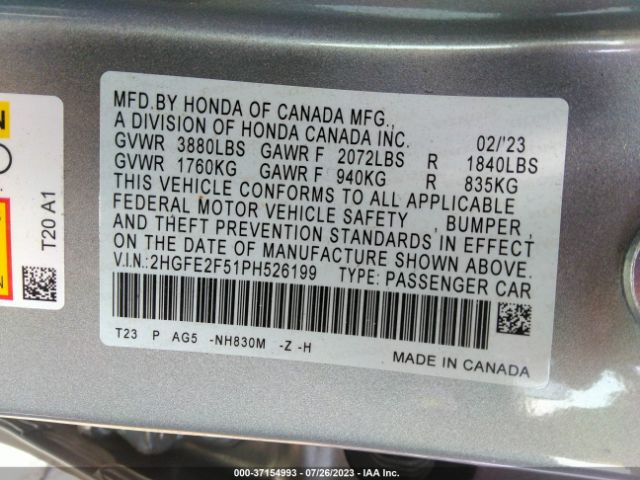 MFD.BY HONDA OF CANADA MFG.,
A DIVISION OF HONDA CANADA INC. 02/'23
GVWR 3880LBS GAWR F 2072LBS R 1840LBS
GVWR 1760KG GAWR F 940KG R 835KG
THIS VEHICLE CONFORMS TO ALL APPLICABLE
FEDERAL MOTOR VEHICLE SAFETY , BUMPER ,
AND THEFT PREVENTION STANDARDS IN EFFECT
ON THE DATE OF MANUFACTURE SHOWN ABOVE.
V.I.N.:2HGFE2F51PH526199 TYPE: PASSENGER CAR
T23 P AG5 -NH830M -Z -H
MADE IN CANADA
T20 A1
000-37154993 - 07/26/2023 - IAA Inc.